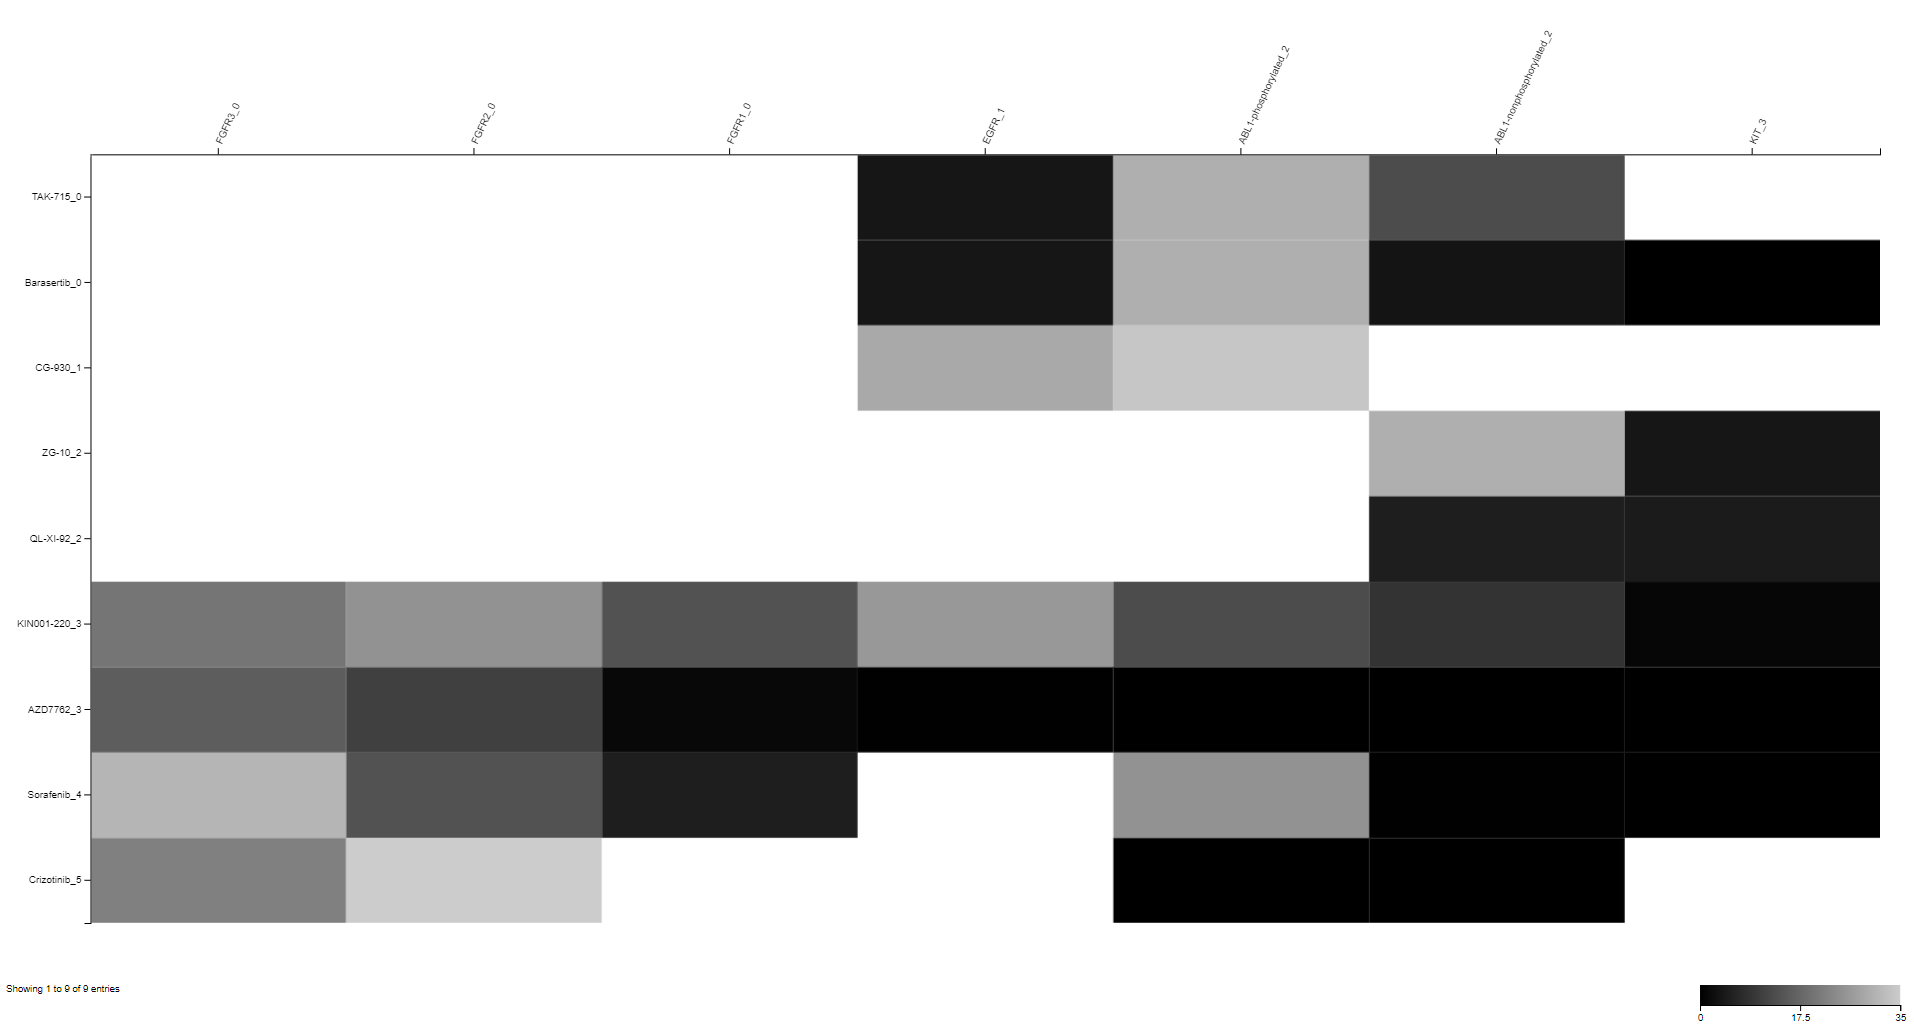 FGFR3_0
FGFR2_0
FGFR1_0
EGFR_1
ABL1-phosphorylated_2
ABL1-nonphosphorylated_2
KIT_3
TAK-715_0
Barasertib_0
CG-930_1
ZG-10_2
QL-XI-92_2
KIN001-220_3
AZD7762_3
Sorafenib_4
Crizotinib_5
Showing 1 to 9 of 9 entries
0 17.5 35